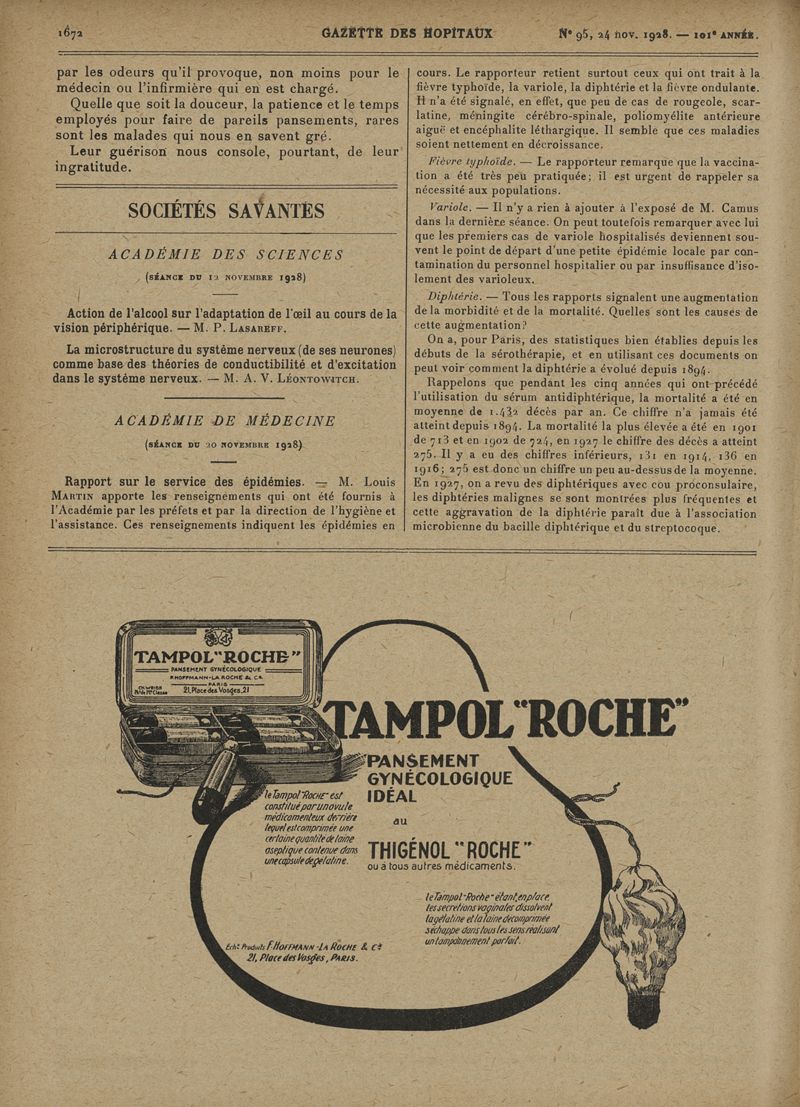 1672
GAZETTE DES HOPITAUX
N° 95, 24 nov. 1928. — 101e ANNÉE.
par les odeurs qu'il provoque, non moins pour le
médecin ou l'infirmière qui en est chargé.
Quelle que soit la douceur, la patience et le temps
employés pour faire de pareils pansements, rares
sont les malades qui nous en savent gré.
Leur guérison nous console, pourtant, de leur
ingratitude.
SOCIÉTÉS SAVANTES
ACADÉMIE DES SCIENCES
(SÉANCE DU 12 NOVEMBRE 1928)
Action de l'alcool sur l'adaptation de l'œil au cours de la
vision périphérique. — M. P. LASAREFF.
La microstructure du système nerveux (de ses neurones)
comme base des théories de conductibilité et d'excitation
dans le système nerveux. — M. A. V. LÉONTOWITCH.
ACADÉMIE DE MÉDECINE
(SÉANCE DU 20 NOVEMBRE 1928)
Rapport sur le service des épidémies. — M. Louis
MARTIN apporte les renseignements qui ont été fournis à
l'Académie par les préfets et par la direction de l'hygiène et
l'assistance. Ces renseignements indiquent les épidémies en
cours. Le rapporteur retient surtout ceux qui ont trait à la
fièvre typhoïde, la variole, la diphtérie et la fièvre ondulante.
Il n'a été signalé, en effet, que peu de cas de rougeole, scar-
latine, méningite cérébro-spinale, poliomyélite antérieure
aiguë et encéphalite léthargique. Il semble que ces maladies
soient nettement en décroissance.
Fièvre typhoïde. — Le rapporteur remarque que la vaccina-
tion a été très peu pratiquée; il est urgent de rappeler sa
nécessité aux populations.
Variole. — Il n'y a rien à ajouter à l'exposé de M. Camus
dans la dernière séance. On peut toutefois remarquer avec lui
que les premiers cas de variole hospitalisés deviennent sou-
vent le point de départ d'une petite épidémie locale par con-
tamination du personnel hospitalier ou par insuffisance d'iso-
lement des varioleux.
Diphtérie. — Tous les rapports signalent une augmentation
de la morbidité et de la mortalité. Quelles sont les causes de
cette augmentation?
On a, pour Paris, des statistiques bien établies depuis les
débuts de la sérothérapie, et en utilisant ces documents on
peut voir comment la diphtérie a évolué depuis 1894.
Rappelons que pendant les cinq années qui ont précédé
l'utilisation du sérum antidiphtérique, la mortalité a été en
moyenne de 1.432 décès par an. Ce chiffre n'a jamais été
atteint depuis 1894. La mortalité la plus élevée a été en 1901
de 713 et en 1902 de 724, en 1927 le chiffre des décès a atteint
275. Il y a eu des chiffres inférieurs, 131 en 1914, 136 en
1916; 275 est donc un chiffre un peu au-dessus de la moyenne.
En 1927, on a revu des diphtériques avec cou proconsulaire,
les diphtéries malignes se sont montrées plus fréquentes et
cette aggravation de la diphtérie paraît due à l'association
microbienne du bacille diphtérique et du streptocoque.
TAMPOL "ROCHE"
PANSEMENT GYNÉCOLOGIQUE
F. HOFFMANN-LA ROCHE & Co
PARIS
21, Place des Vosges, 21
TAMPOL "ROCHE"
PANSEMENT
GYNÉCOLOGIQUE
IDÉAL
au
THIGÉNOL "ROCHE"
ou à tous autres médicaments.
le Tampol "ROCHE" est
constitué par un ovule
médicamenteux derrière
lequel est comprimée une
certaine quantité de laine
aseptique contenue dans
une capsule de gélatine.
le Tampol "Roche" étant en place,
les sécrétions vaginales dissolvent
la gélatine et la laine décomprimée
s'échappe dans tous les sens réalisant
un tamponnement parfait.
Echt. Produits F. HOFFMANN-LA ROCHE & Co
21, Place des Vosges, PARIS.